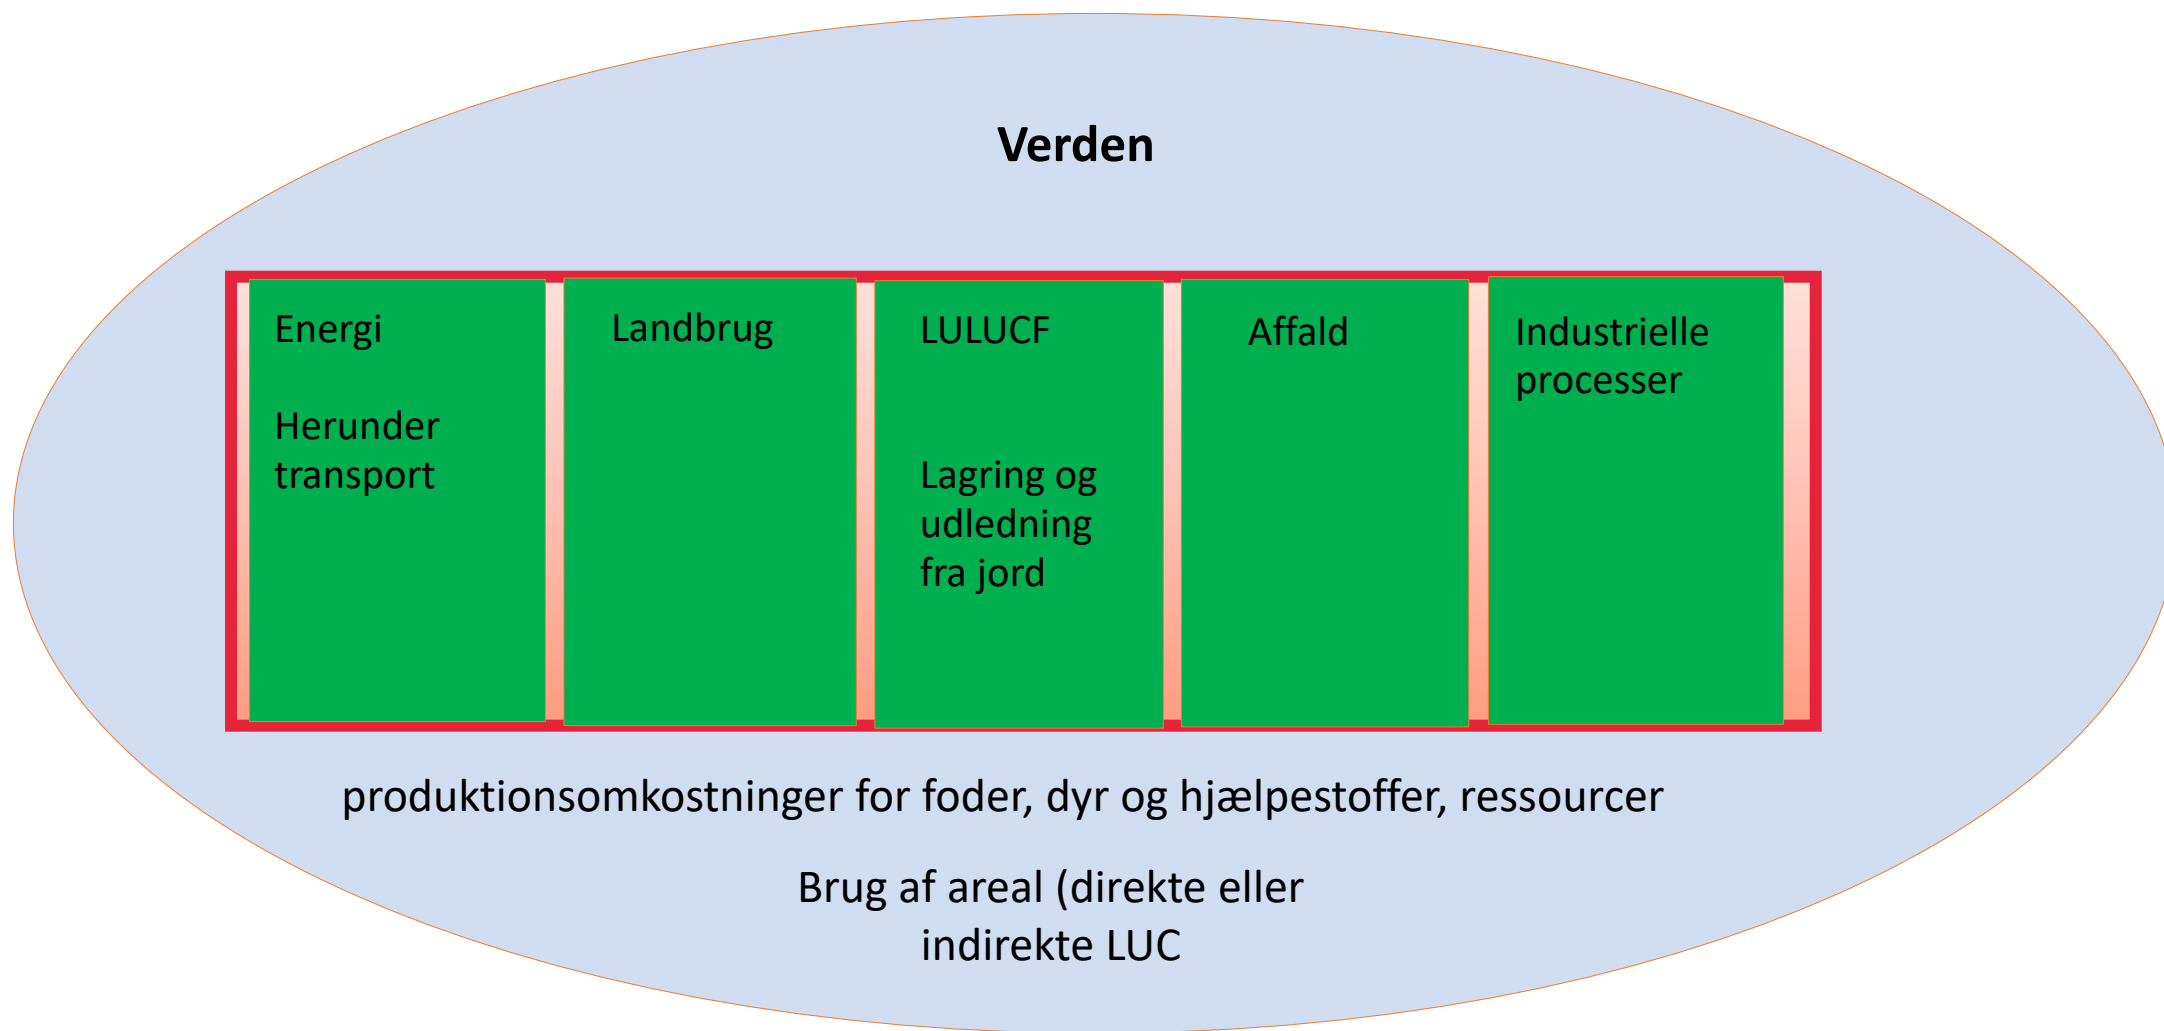 Verden
Energi
Herunder
transport
Landbrug
LULUCF
Lagring og
udledning
fra jord
Affald
Industrielle
processer
produktionsomkostninger for foder, dyr og hjælpestoffer, ressourcer
Brug af areal (direkte eller
indirekte LUC